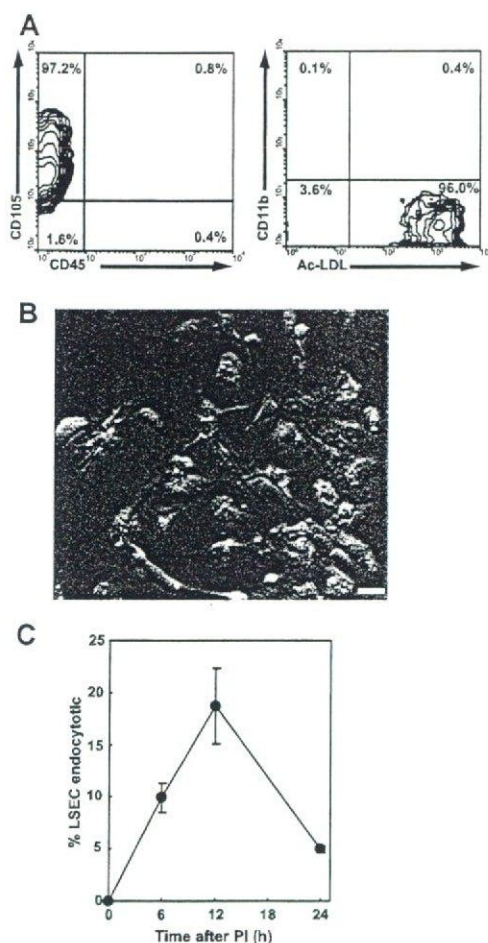 A
97.2%
0.8%
1.6%
0.4%
CD105
CD45
0.1%
0.4%
3.6%
96.0%
CD11b
Ac-LDL
B
C
% LSEC endocytotic
25
20
15
10
5
0
0 6 12 18 24
Time after PI (h)